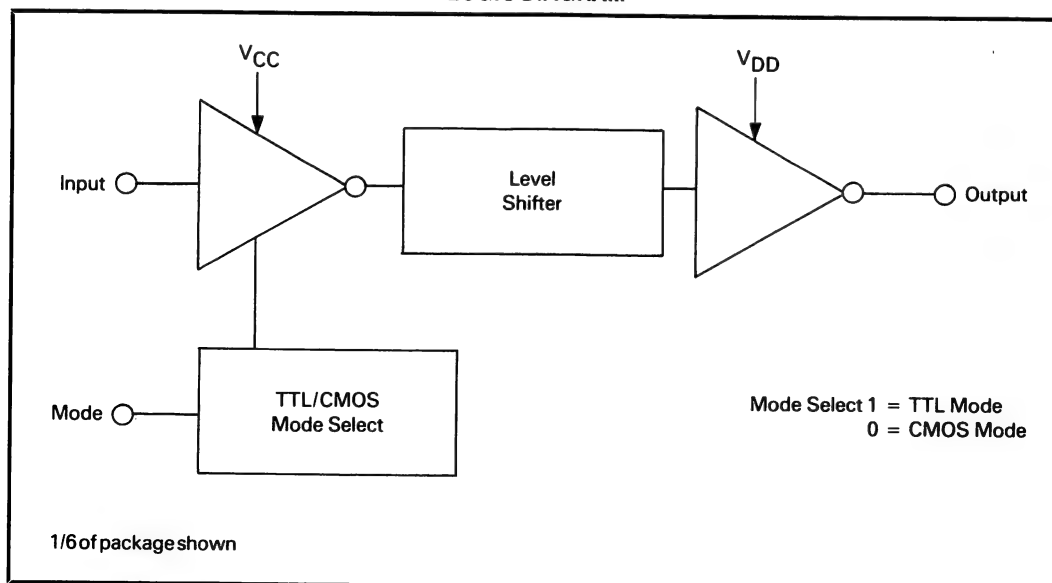 VCC
VDD
Input
Level
Shifter
Output
Mode
TTL/CMOS
Mode Select
Mode Select 1 = TTL Mode
0 = CMOS Mode
1/6 of package shown